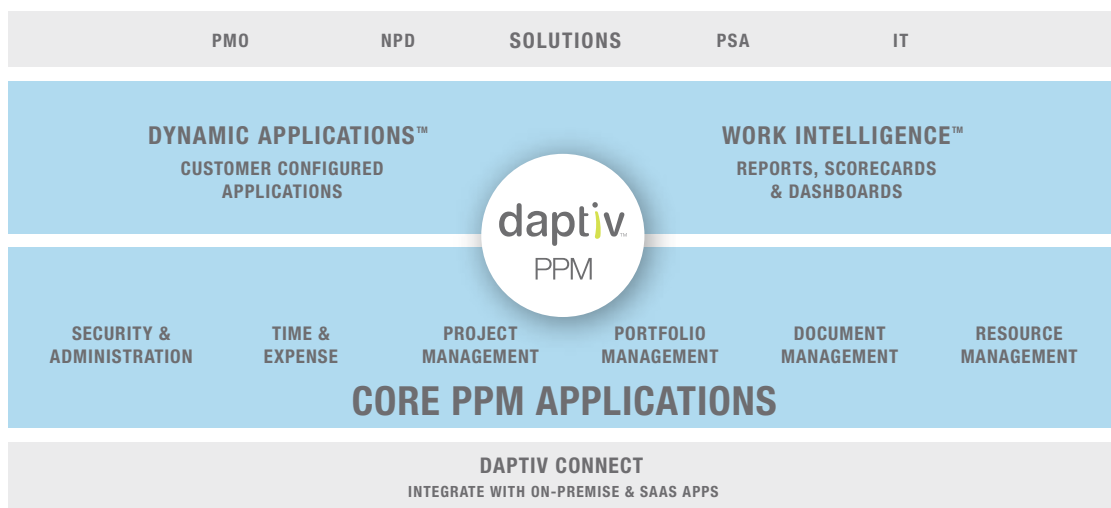 PMO NPD SOLUTIONS PSA IT
DYNAMIC APPLICATIONS™
CUSTOMER CONFIGURED
APPLICATIONS
WORK INTELLIGENCE™
REPORTS, SCORECARDS
& DASHBOARDS
daptiv™
PPM
SECURITY &
ADMINISTRATION
TIME &
EXPENSE
PROJECT
MANAGEMENT
PORTFOLIO
MANAGEMENT
DOCUMENT
MANAGEMENT
RESOURCE
MANAGEMENT
CORE PPM APPLICATIONS
DAPTIV CONNECT
INTEGRATE WITH ON-PREMISE & SAAS APPS